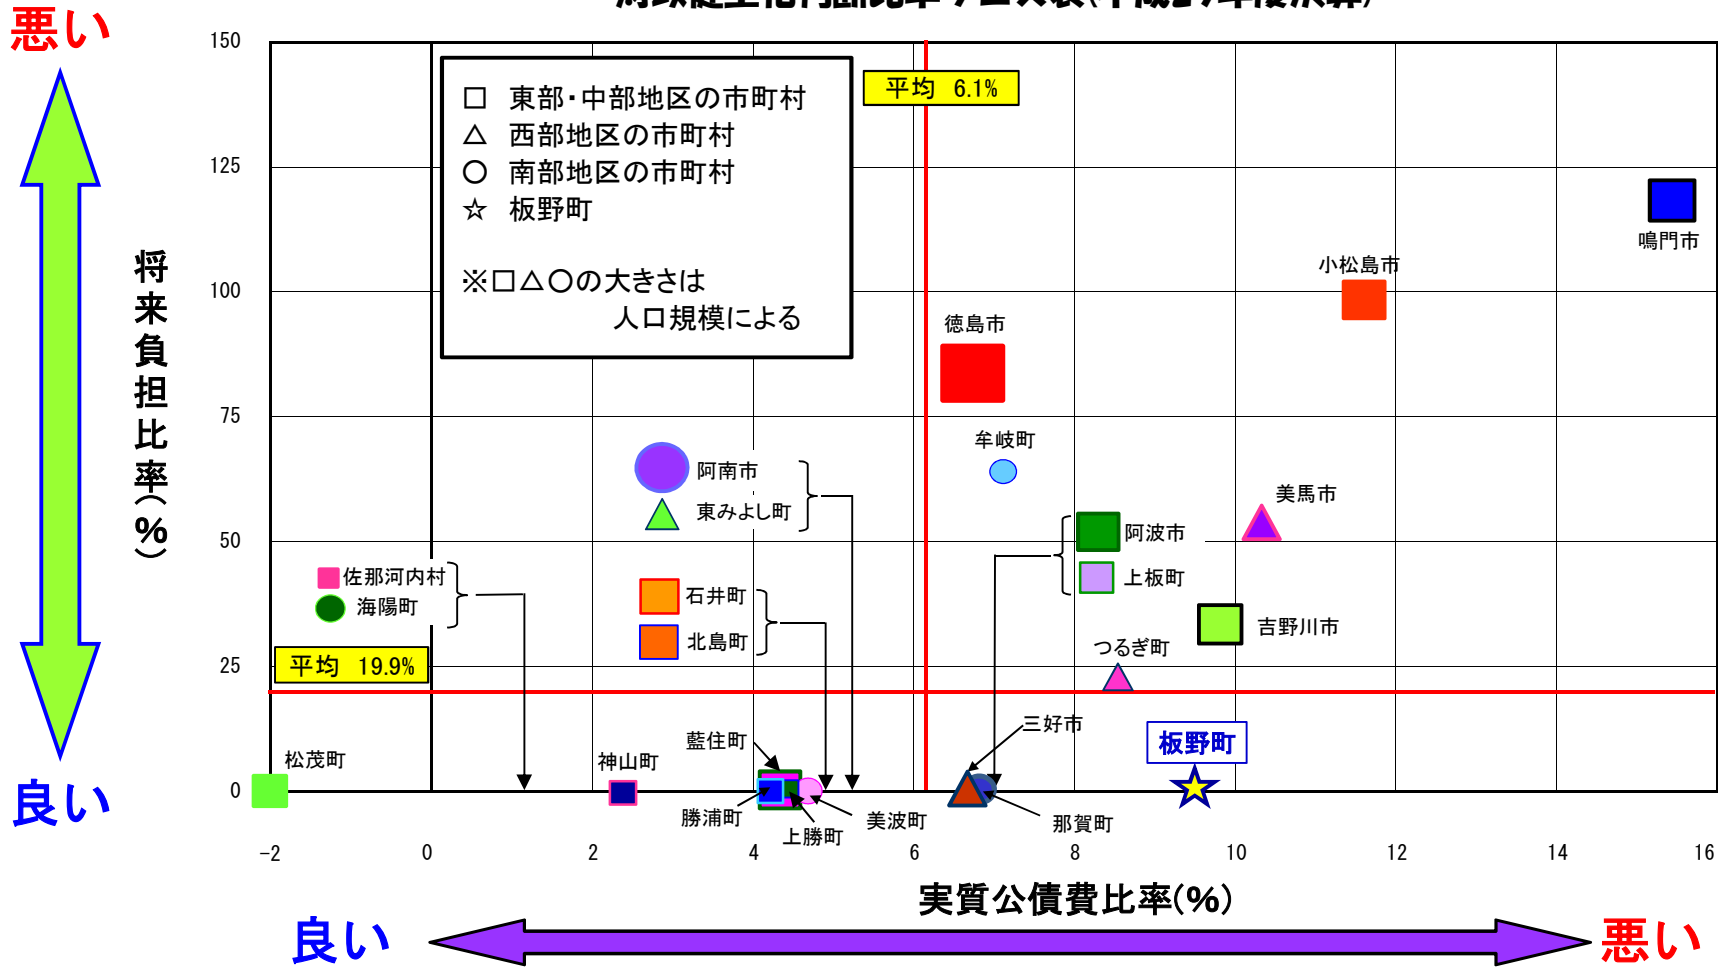 悪い
150
125
100
75
50
25
0
将来負担比率(%)
良い
□ 東部・中部地区の市町村
△ 西部地区の市町村
○ 南部地区の市町村
☆ 板野町
※□△○の大きさは
人口規模による
平均 6.1%
鳴門市
小松島市
徳島市
牟岐町
阿南市
東みよし町
美馬市
阿波市
上板町
佐那河内村
海陽町
石井町
北島町
吉野川市
つるぎ町
平均 19.9%
三好市
板野町
藍住町
松茂町
神山町
勝浦町
上勝町
美波町
那賀町
-2
0
2
4
6
8
10
12
14
16
実質公債費比率(%)
良い
悪い